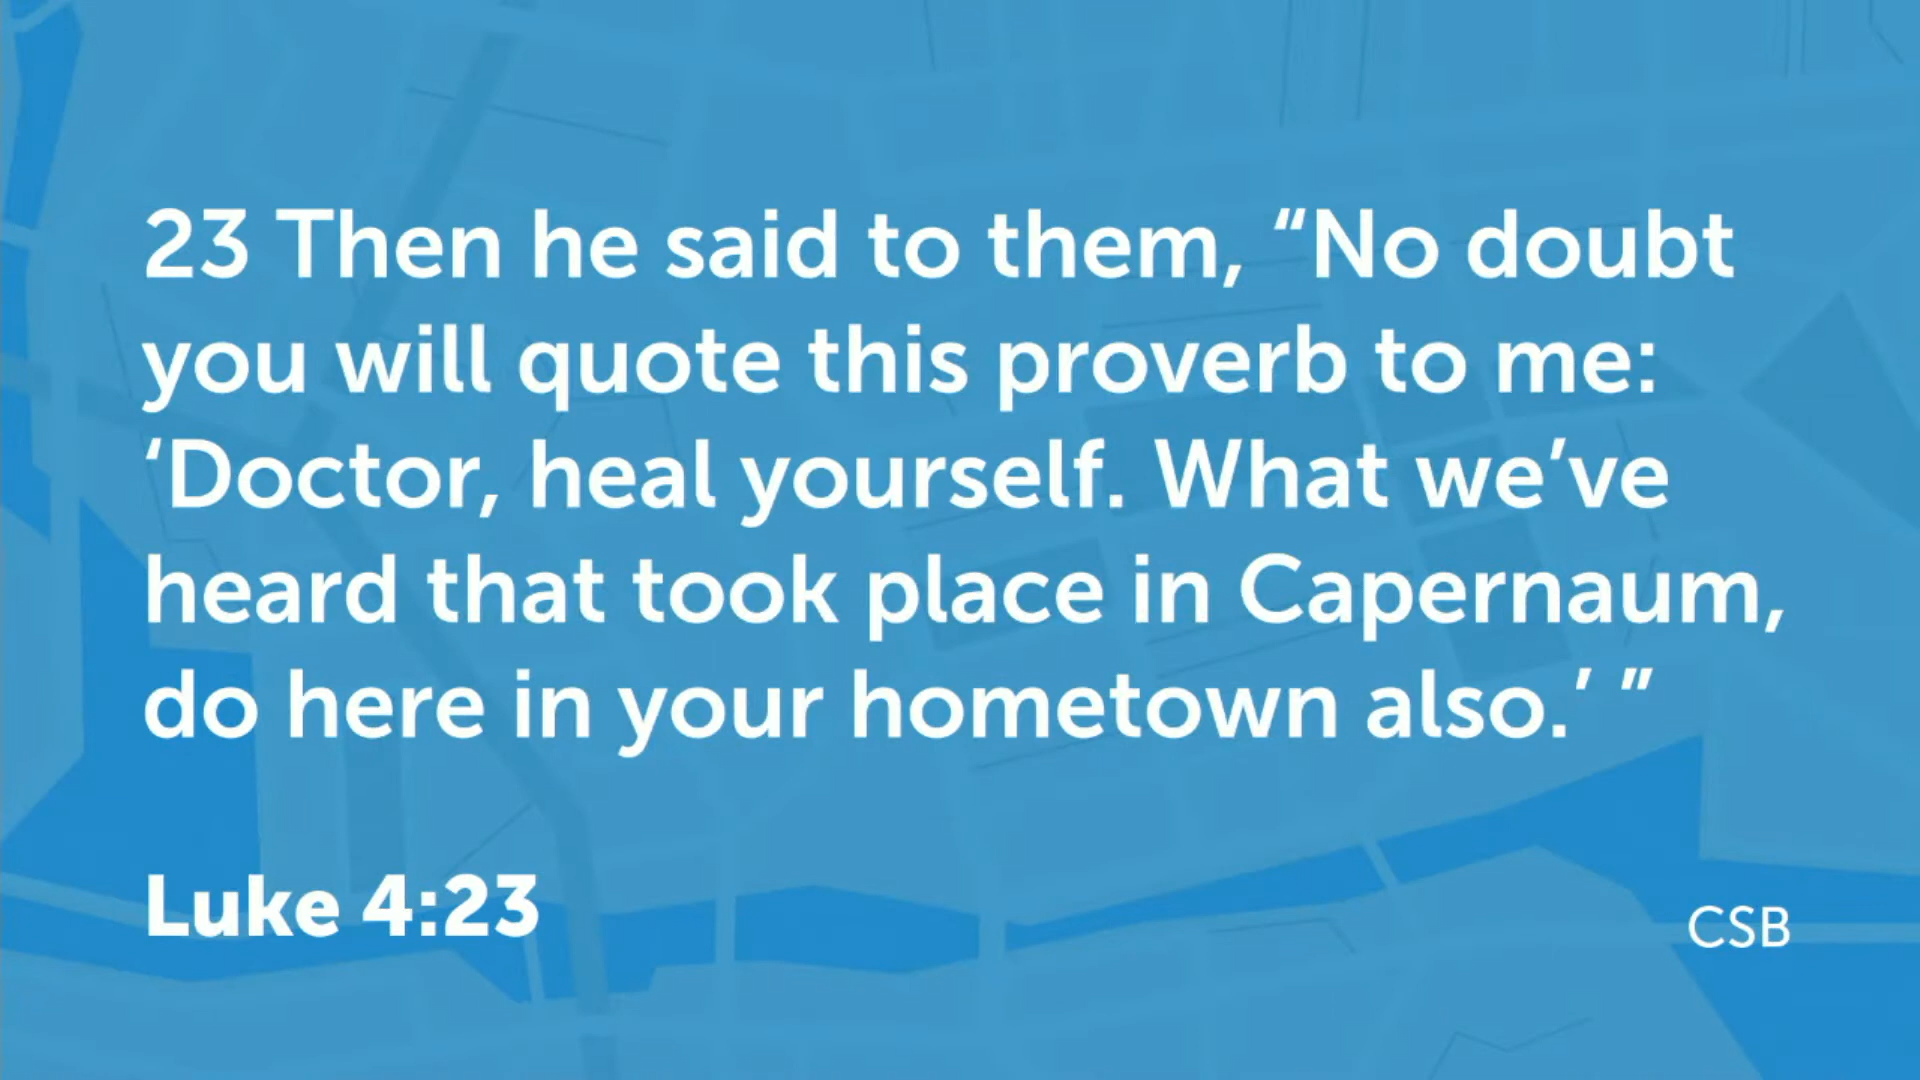 23 Then he said to them, “No doubt
you will quote this proverb to me:
‘Doctor, heal yourself. What we’ve
heard that took place in Capernaum,
do here in your hometown also.’ ”
Luke 4:23
CSB